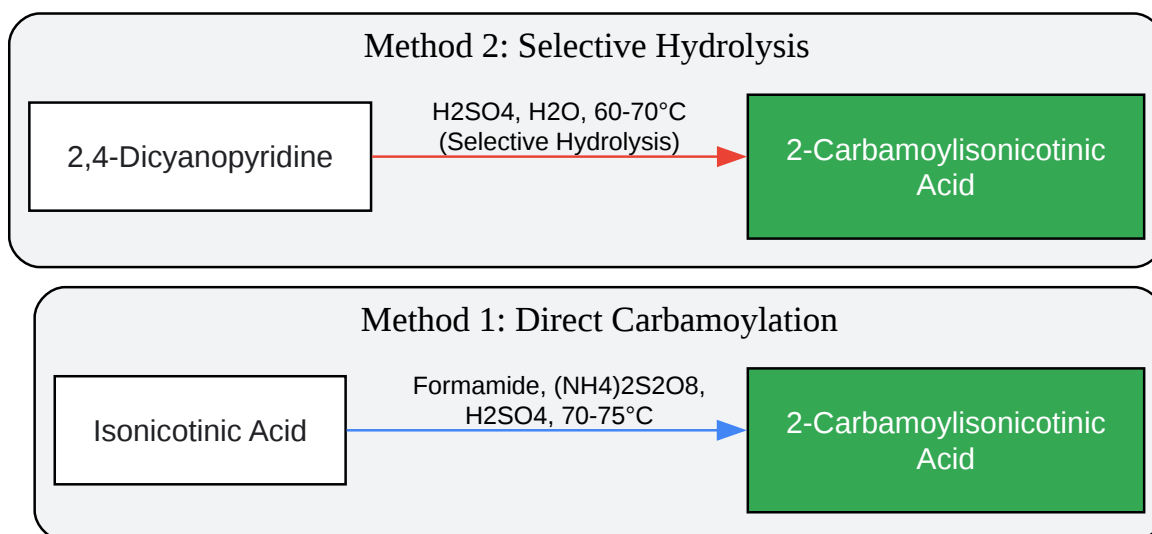 Method 2: Selective Hydrolysis
2,4-Dicyanopyridine
H2SO4, H2O, 60-70°C
(Selective Hydrolysis)
2-Carbamoylisonicotinic
Acid
Method 1: Direct Carbamoylation
Isonicotinic Acid
Formamide, (NH4)2S2O8,
H2SO4, 70-75°C
2-Carbamoylisonicotinic
Acid